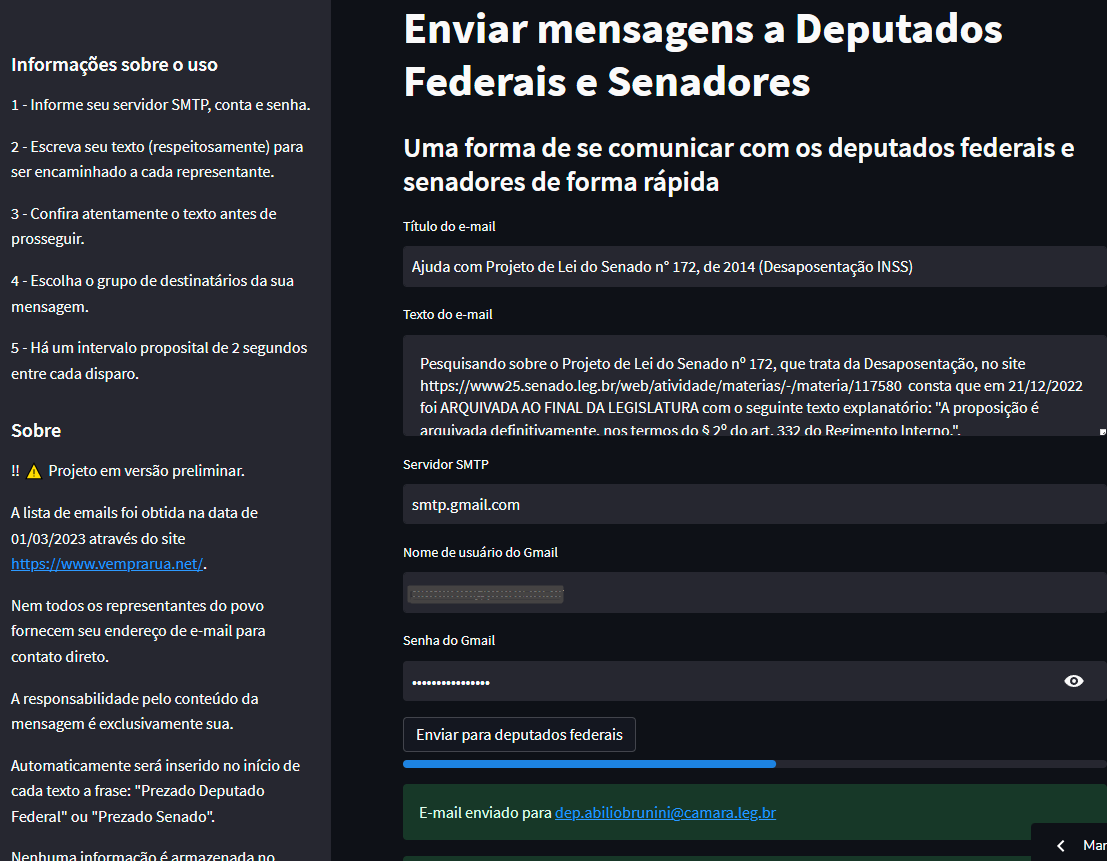 Informações sobre o uso
1 - Informe seu servidor SMTP, conta e senha.
2 - Escreva seu texto (respeitosamente) para
ser encaminhado a cada representante.
3 - Confira atentamente o texto antes de
prosseguir.
4 - Escolha o grupo de destinatários da sua
mensagem.
5 - Há um intervalo proposital de 2 segundos
entre cada disparo.
Sobre
!! ⚠ Projeto em versão preliminar.
A lista de emails foi obtida na data de
01/03/2023 através do site
https://www.vemprarua.net/.
Nem todos os representantes do povo
fornecem seu endereço de e-mail para
contato direto.
A responsabilidade pelo conteúdo da
mensagem é exclusivamente sua.
Automaticamente será inserido no início de
cada texto a frase: "Prezado Deputado
Federal" ou "Prezado Senado".
Nenhuma informação é armazenada no
Enviar mensagens a Deputados
Federais e Senadores
Uma forma de se comunicar com os deputados federais e
senadores de forma rápida
Título do e-mail
Ajuda com Projeto de Lei do Senado n° 172, de 2014 (Desaposentação INSS)
Texto do e-mail
Pesquisando sobre o Projeto de Lei do Senado nº 172, que trata da Desaposentação, no site
https://www25.senado.leg.br/web/atividade/materias/-/materia/117580 consta que em 21/12/2022
foi ARQUIVADA AO FINAL DA LEGISLATURA com o seguinte texto explanatório: "A proposição é
arquivada definitivamente, nos termos do § 2º do art. 332 do Regimento Interno.".
Servidor SMTP
smtp.gmail.com
Nome de usuário do Gmail
Senha do Gmail
••••••••••••••••
Enviar para deputados federais
E-mail enviado para dep.abiliobrunini@camara.leg.br
Mar